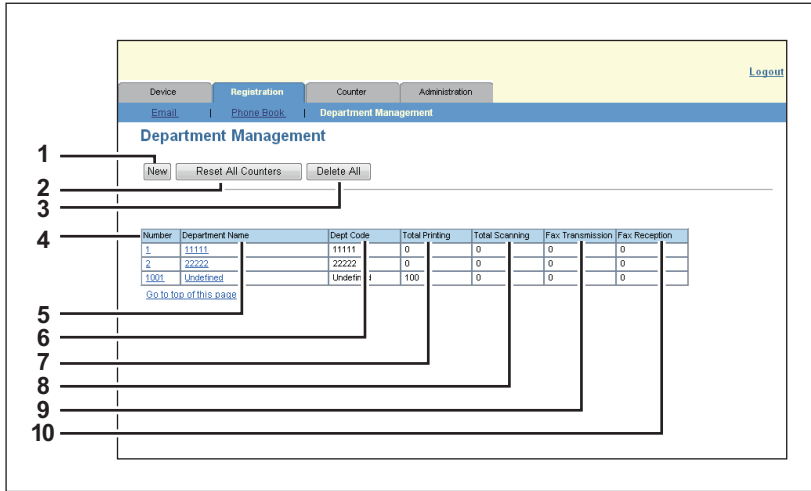 Logout
Device Registration Counter Administration
Email | Phone Book | Department Management
Department Management
1
New Reset All Counters Delete All
2
3
4
Number Department Name Dept Code Total Printing Total Scanning Fax Transmission Fax Reception
1 11111 11111 0 0 0 0
2 22222 22222 0 0 0 0
1001 Undefined Undefined 100 0 0 0
Go to top of this page
5
6
7
8
9
10